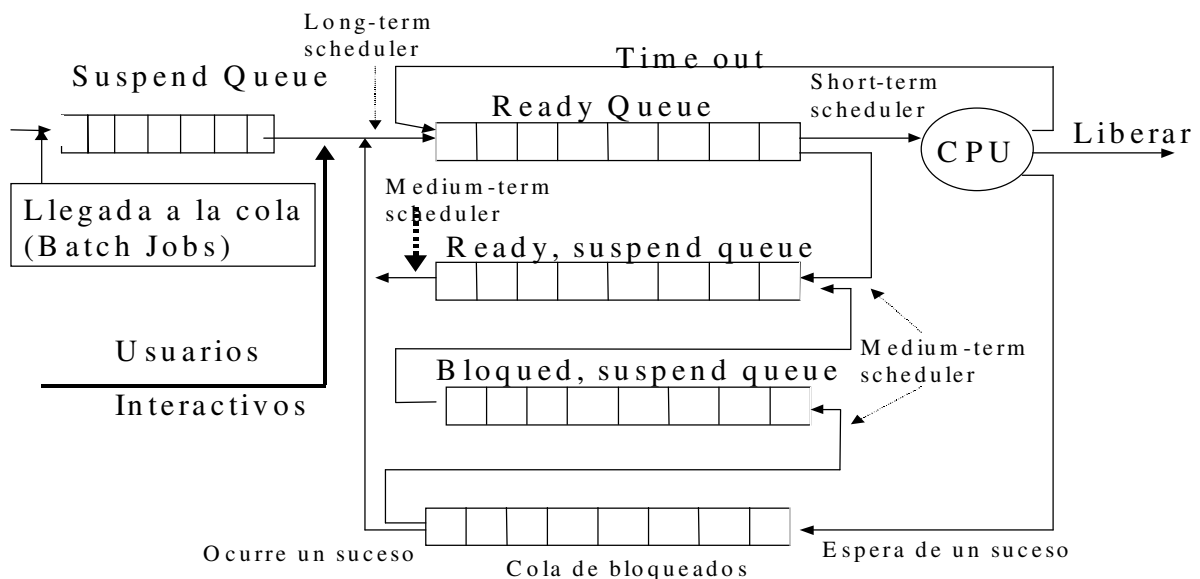 Long-term
scheduler
Time out
Suspend Queue
Short-term
scheduler
Ready Queue
CPU
Liberar
Llegada a la cola
(Batch Jobs)
Medium-term
scheduler
Ready, suspend queue
Usuarios
Interactivos
Medium-term
scheduler
Bloqued, suspend queue
Ocurre un suceso
Cola de bloqueados
Espera de un suceso